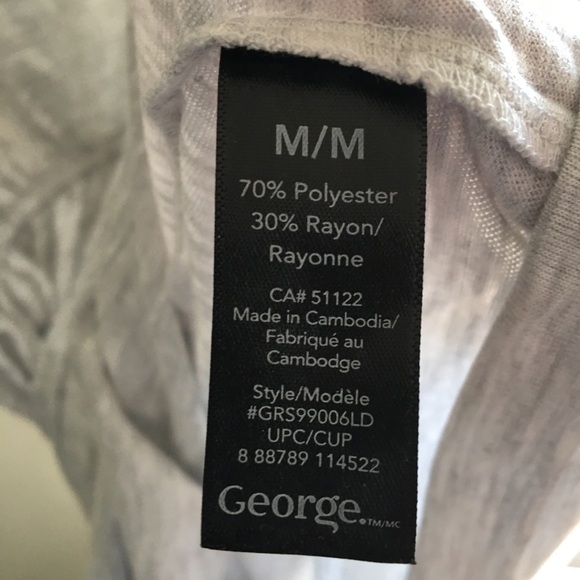 M/M
70% Polyester
30% Rayon/
Rayonne
CA# 51122
Made in Cambodia/
Fabriqué au
Cambodge
Style/Modèle
#GRS99006LD
UPC/CUP
8 88789 114522
George.®TM/MC